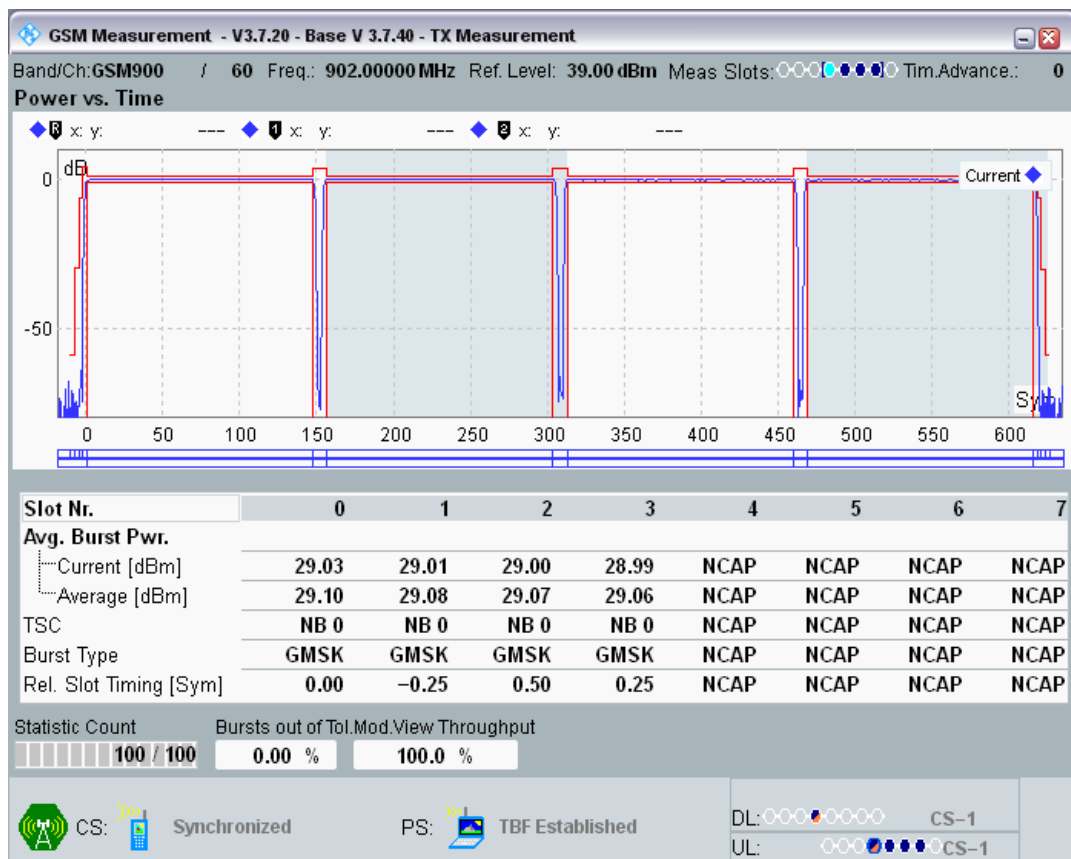 GSM Measurement - V3.7.20 - Base V 3.7.40 - TX Measurement
Band/Ch:GSM900 / 60 Freq.: 902.00000 MHz Ref. Level: 39.00 dBm Meas Slots: Tim.Advance.: 0
Power vs. Time
R x: y: --- 1 x: y: --- 2 x: y: ---
dB
Current
0
-50
0 50 100 150 200 250 300 350 400 450 500 550 600
Slot Nr. 0 1 2 3 4 5 6 7
Avg. Burst Pwr.
Current [dBm] 29.03 29.01 29.00 28.99 NCAP NCAP NCAP NCAP
Average [dBm] 29.10 29.08 29.07 29.06 NCAP NCAP NCAP NCAP
TSC NB 0 NB 0 NB 0 NB 0 NCAP NCAP NCAP NCAP
Burst Type GMSK GMSK GMSK GMSK NCAP NCAP NCAP NCAP
Rel. Slot Timing [Sym] 0.00 −0.25 0.50 0.25 NCAP NCAP NCAP NCAP
Statistic Count Bursts out of Tol.Mod.View Throughput
100 / 100 0.00 % 100.0 %
CS: Synchronized PS: TBF Established
DL: CS−1
UL: CS−1